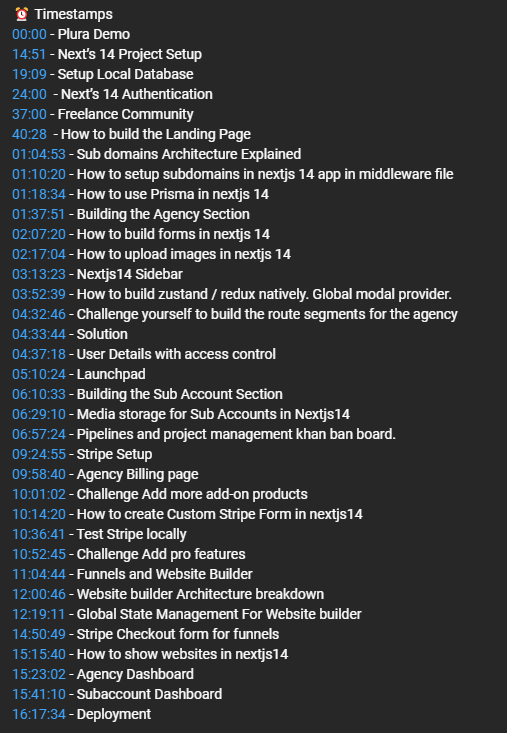 ⏰ Timestamps
00:00 - Plura Demo
14:51 - Next's 14 Project Setup
19:09 - Setup Local Database
24:00 - Next's 14 Authentication
37:00 - Freelance Community
40:28 - How to build the Landing Page
01:04:53 - Sub domains Architecture Explained
01:10:20 - How to setup subdomains in nextjs 14 app in middleware file
01:18:34 - How to use Prisma in nextjs 14
01:37:51 - Building the Agency Section
02:07:20 - How to build forms in nextjs 14
02:17:04 - How to upload images in nextjs 14
03:13:23 - Nextjs14 Sidebar
03:52:39 - How to build zustand / redux natively. Global modal provider.
04:32:46 - Challenge yourself to build the route segments for the agency
04:33:44 - Solution
04:37:18 - User Details with access control
05:10:24 - Launchpad
06:10:33 - Building the Sub Account Section
06:29:10 - Media storage for Sub Accounts in Nextjs14
06:57:24 - Pipelines and project management khan ban board.
09:24:55 - Stripe Setup
09:58:40 - Agency Billing page
10:01:02 - Challenge Add more add-on products
10:14:20 - How to create Custom Stripe Form in nextjs14
10:36:41 - Test Stripe locally
10:52:45 - Challenge Add pro features
11:04:44 - Funnels and Website Builder
12:00:46 - Website builder Architecture breakdown
12:19:11 - Global State Management For Website builder
14:50:49 - Stripe Checkout form for funnels
15:15:40 - How to show websites in nextjs14
15:23:02 - Agency Dashboard
15:41:10 - Subaccount Dashboard
16:17:34 - Deployment